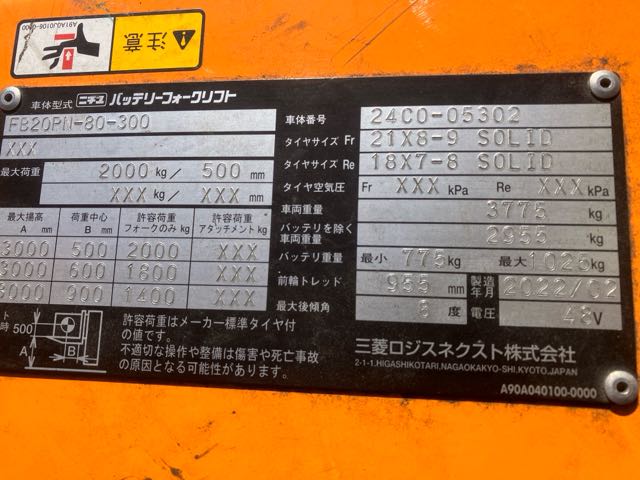 A91A0J0106-0400
注意
車体型式 ニチユ バッテリーフォークリフト
FB20PN-80-300
XXX
最大荷重 2000 kg/ 500 mm
XXX kg/ XXX mm
最大揚高 A mm 荷重中心 B mm 許容荷重 フォークのみ kg 許容荷重 アタッチメント kg
3000 500 2000 XXX
3000 600 1800 XXX
3000 900 1400 XXX
時 500
A B
許容荷重はメーカー標準タイヤ付
の値です。
不適切な操作や整備は傷害や死亡事故
の原因となる可能性があります。
車体番号 24C0-05302
タイヤサイズ Fr 21X8-9 SOLID
タイヤサイズ Re 18X7-8 SOLID
タイヤ空気圧 Fr XXX kPa Re XXX kPa
車両重量 3775 kg
バッテリを除く
車両重量 2955 kg
バッテリ重量 最小 775 kg 最大 1025 kg
前輪トレッド 955 mm 製造年月 2022/02
最大後傾角 6 度 電圧 48 V
三菱ロジスネクスト株式会社
2-1-1,HIGASHIKOTARI,NAGAOKAKYO-SHI,KYOTO,JAPAN
A90A040100-0000